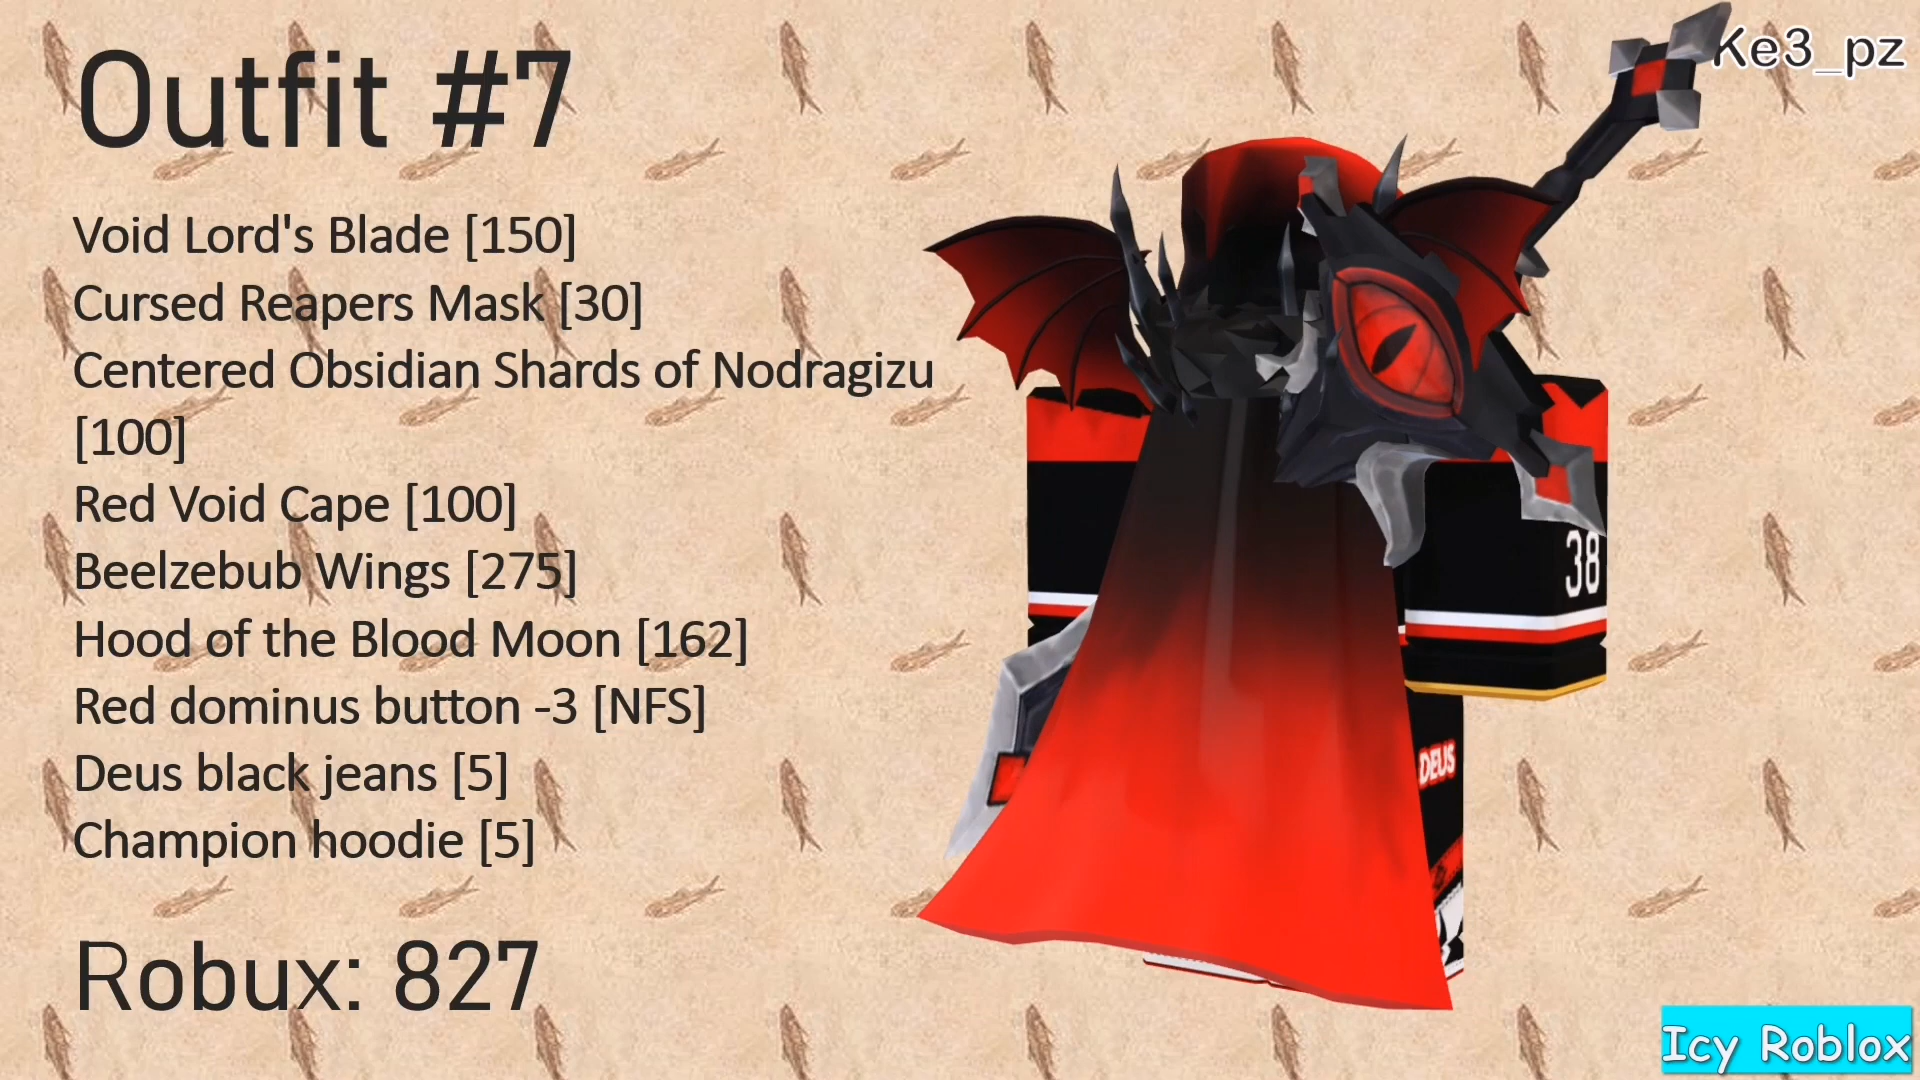 Outfit #7
Ke3_pz
Void Lord's Blade [150]
Cursed Reapers Mask [30]
Centered Obsidian Shards of Nodragizu
[100]
Red Void Cape [100]
Beelzebub Wings [275]
Hood of the Blood Moon [162]
Red dominus button -3 [NFS]
Deus black jeans [5]
Champion hoodie [5]
Robux: 827
38
DEUS
Icy Roblox